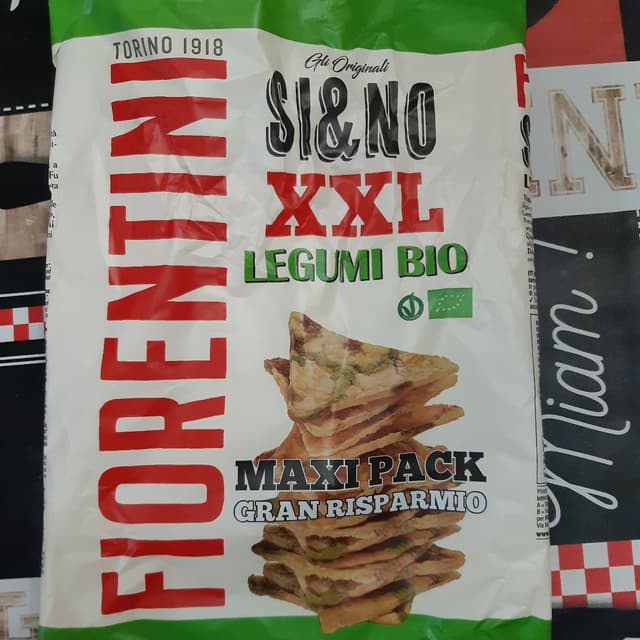 TORINO 1918
FIORENTINI
Gli Originali
SI&NO
XXL
LEGUMI BIO
MAXI PACK
GRAN RISPARMIO
Miam !